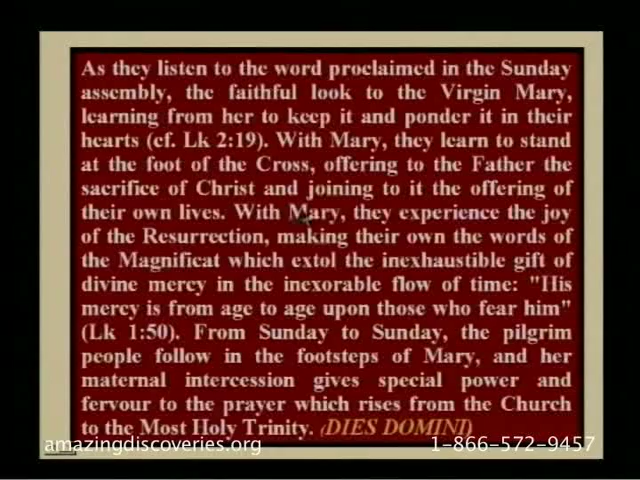 As they listen to the word proclaimed in the Sunday
assembly, the faithful look to the Virgin Mary,
learning from her to keep it and ponder it in their
hearts (cf. Lk 2:19). With Mary, they learn to stand
at the foot of the Cross, offering to the Father the
sacrifice of Christ and joining to it the offering of
their own lives. With Mary, they experience the joy
of the Resurrection, making their own the words of
the Magnificat which extol the inexhaustible gift of
divine mercy in the inexorable flow of time: "His
mercy is from age to age upon those who fear him"
(Lk 1:50). From Sunday to Sunday, the pilgrim
people follow in the footsteps of Mary, and her
maternal intercession gives special power and
fervour to the prayer which rises from the Church
to the Most Holy Trinity. (DIES DOMINI)
amazingdiscoveries.org 1-866-572-9457